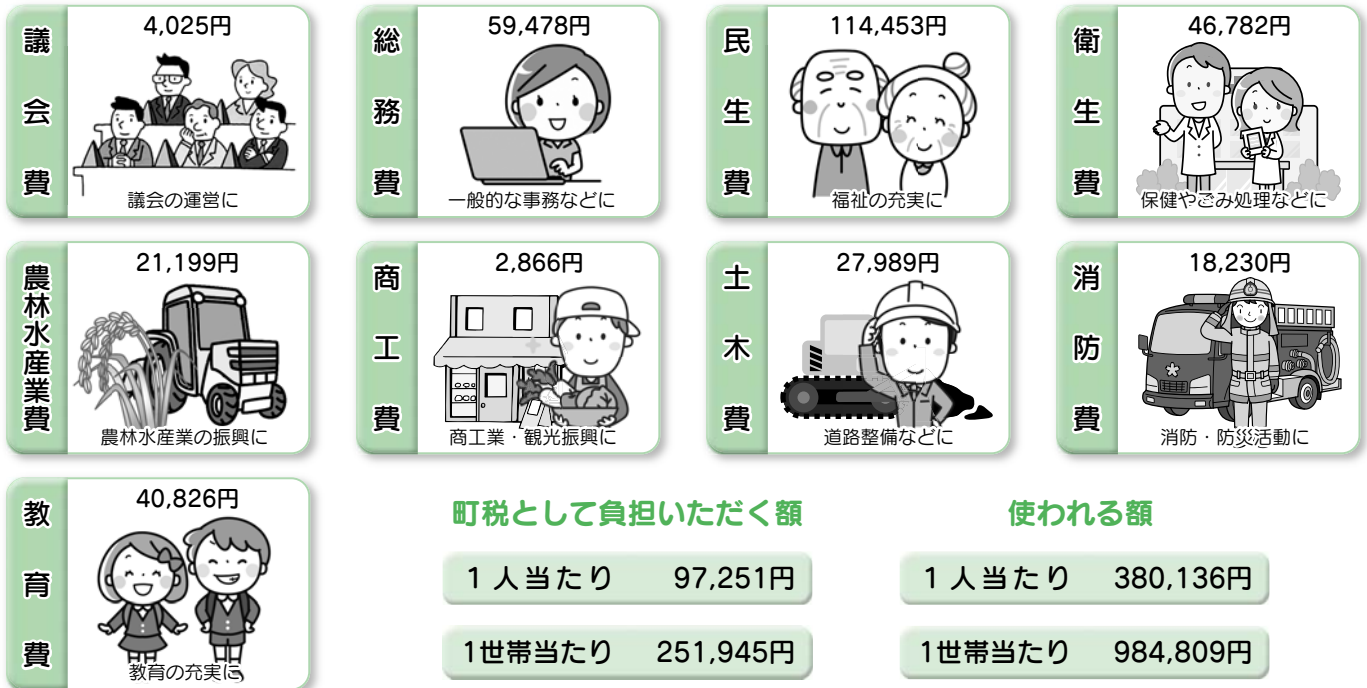 議会費
4,025円
議会の運営に
総務費
59,478円
一般的な事務などに
民生費
114,453円
福祉の充実に
衛生費
46,782円
保健やごみ処理などに
農林水産業費
21,199円
農林水産業の振興に
商工費
2,866円
商工業・観光振興に
土木費
27,989円
道路整備などに
消防費
18,230円
消防・防災活動に
教育費
40,826円
教育の充実に
町税として負担いただく額
1人当たり 97,251円
1世帯当たり 251,945円
使われる額
1人当たり 380,136円
1世帯当たり 984,809円